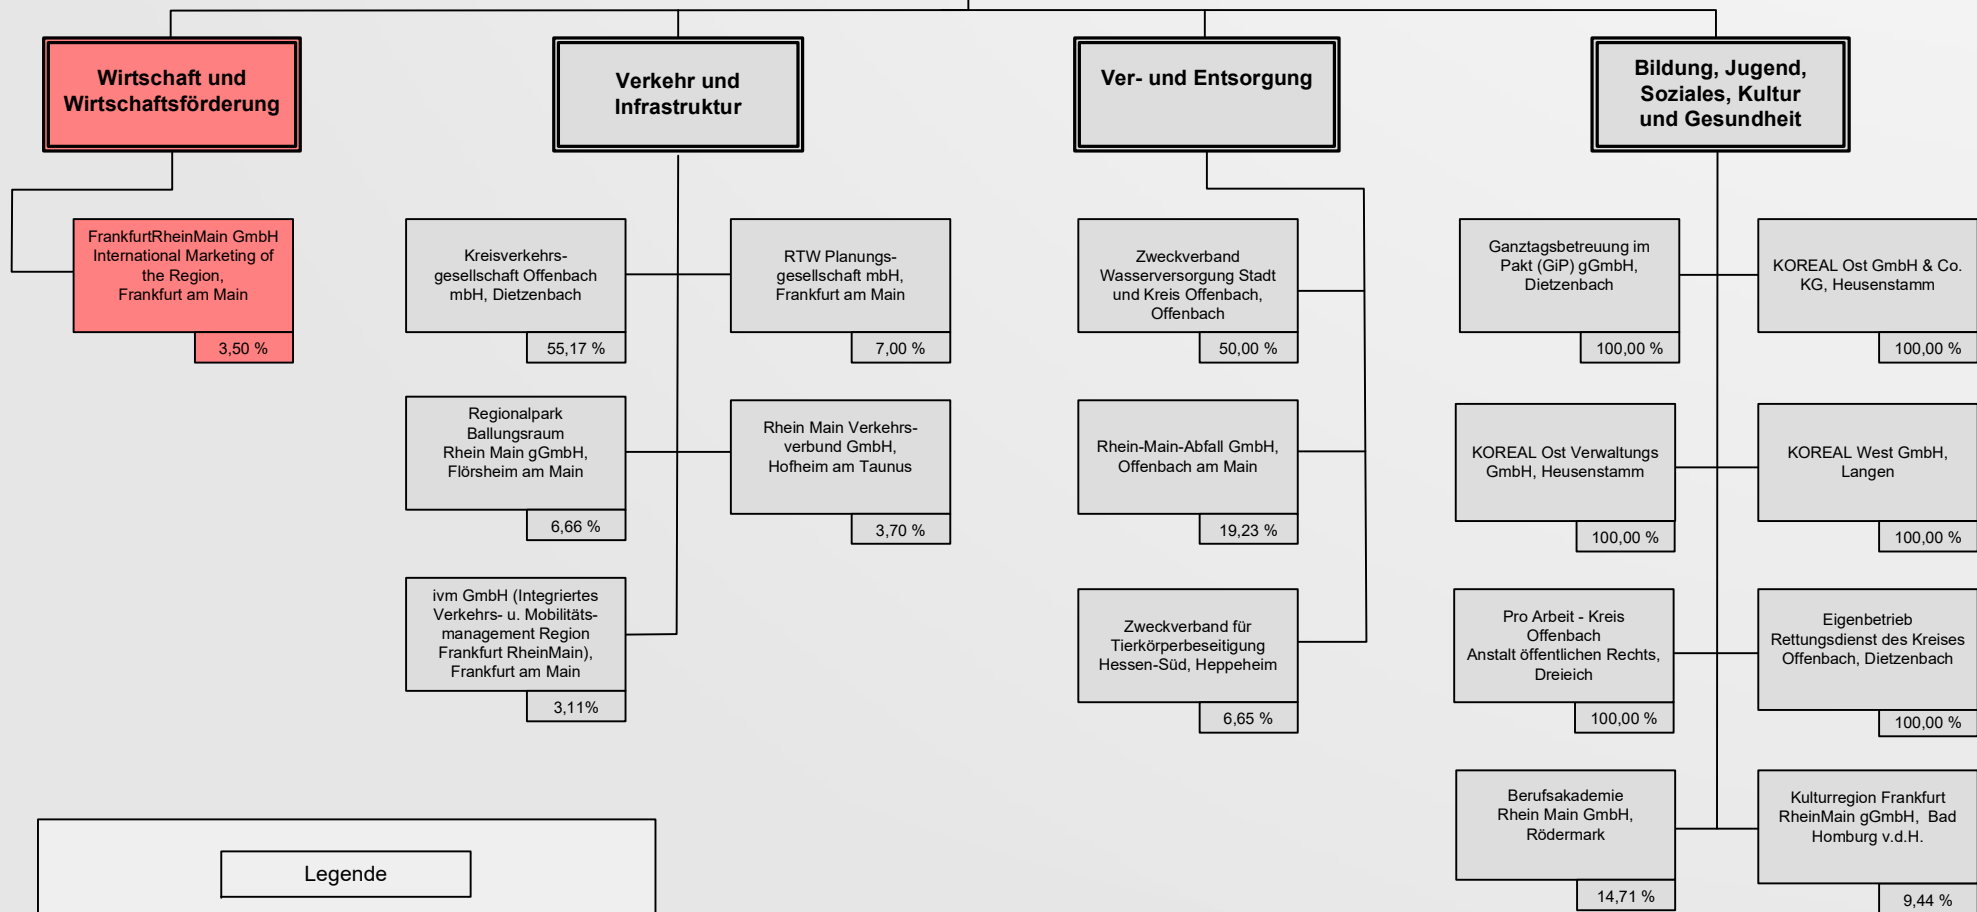 Wirtschaft und
Wirtschaftsförderung
FrankfurtRheinMain GmbH
International Marketing of
the Region,
Frankfurt am Main
3,50 %
Verkehr und
Infrastruktur
Kreisverkehrs-
gesellschaft Offenbach
mbH, Dietzenbach
55,17 %
RTW Planungs-
gesellschaft mbH,
Frankfurt am Main
7,00 %
Regionalpark
Ballungsraum
Rhein Main gGmbH,
Flörsheim am Main
6,66 %
Rhein Main Verkehrs-
verbund GmbH,
Hofheim am Taunus
3,70 %
ivm GmbH (Integriertes
Verkehrs- u. Mobilitäts-
management Region
Frankfurt RheinMain),
Frankfurt am Main
3,11%
Ver- und Entsorgung
Zweckverband
Wasserversorgung Stadt
und Kreis Offenbach,
Offenbach
50,00 %
Rhein-Main-Abfall GmbH,
Offenbach am Main
19,23 %
Zweckverband für
Tierkörperbeseitigung
Hessen-Süd, Heppeheim
6,65 %
Bildung, Jugend,
Soziales, Kultur
und Gesundheit
Ganztagsbetreuung im
Pakt (GiP) gGmbH,
Dietzenbach
100,00 %
KOREAL Ost GmbH & Co.
KG, Heusenstamm
100,00 %
KOREAL Ost Verwaltungs
GmbH, Heusenstamm
100,00 %
KOREAL West GmbH,
Langen
100,00 %
Pro Arbeit - Kreis
Offenbach
Anstalt öffentlichen Rechts,
Dreieich
100,00 %
Eigenbetrieb
Rettungsdienst des Kreises
Offenbach, Dietzenbach
100,00 %
Berufsakademie
Rhein Main GmbH,
Rödermark
14,71 %
Kulturregion Frankfurt
RheinMain gGmbH, Bad
Homburg v.d.H.
9,44 %
Legende